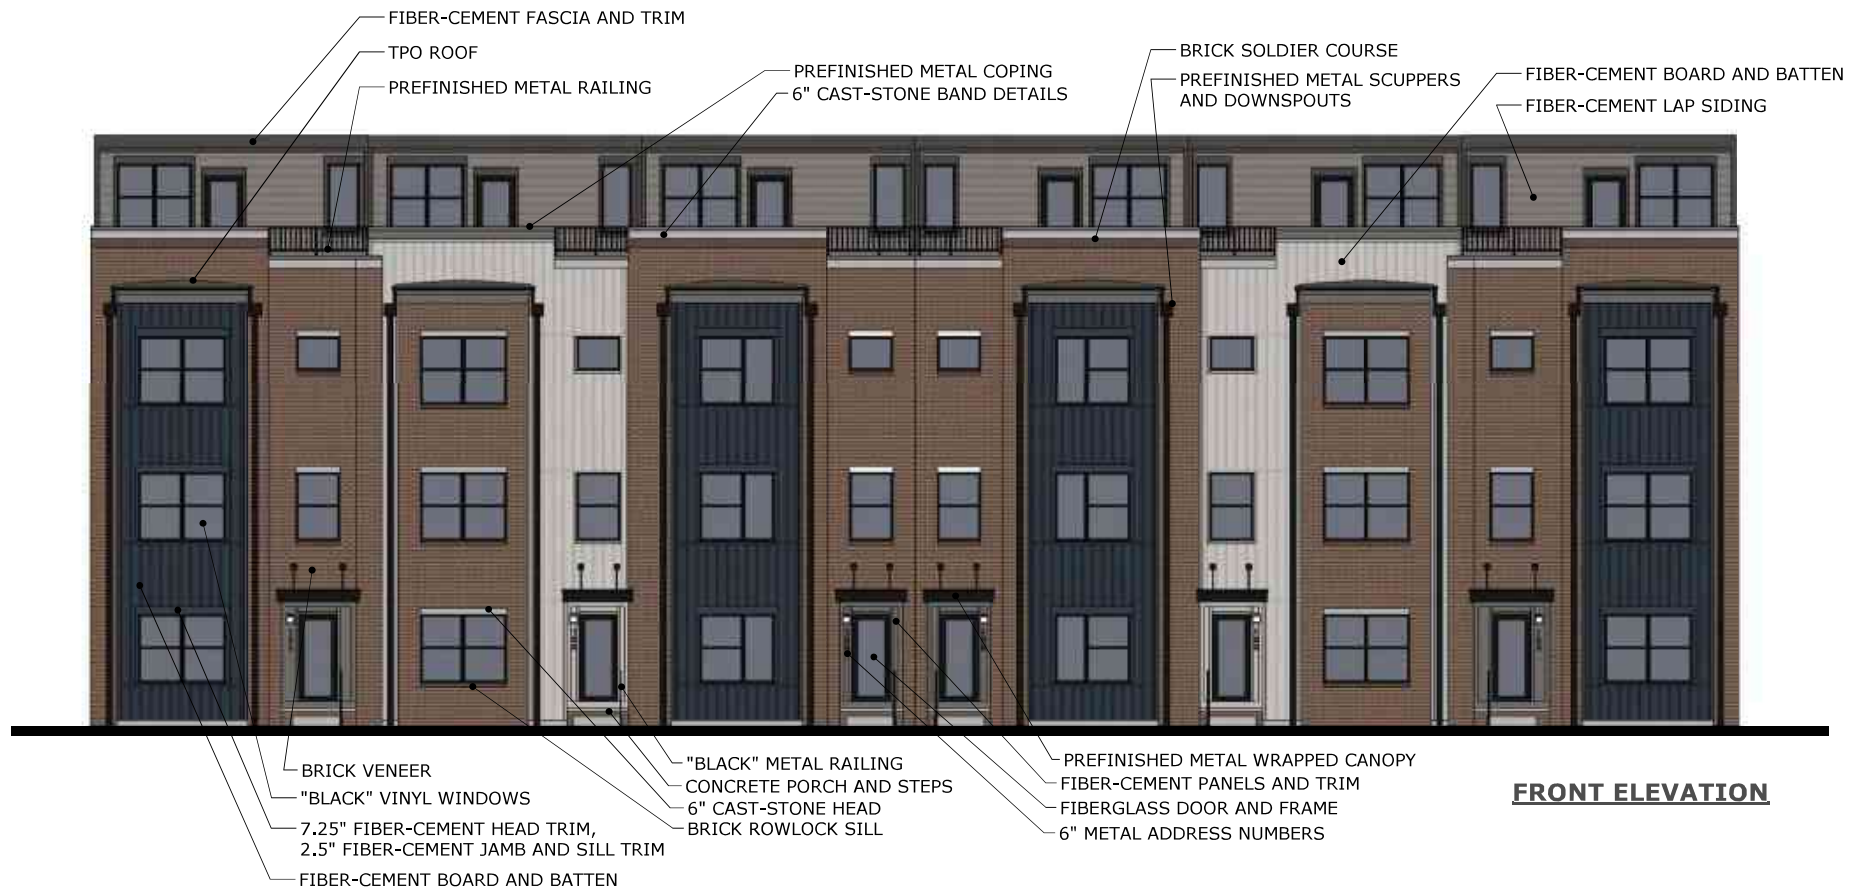 FIBER-CEMENT FASCIA AND TRIM
TPO ROOF
PREFINISHED METAL RAILING
PREFINISHED METAL COPING
6" CAST-STONE BAND DETAILS
BRICK SOLDIER COURSE
PREFINISHED METAL SCUPPERS
AND DOWNSPOUTS
FIBER-CEMENT BOARD AND BATTEN
FIBER-CEMENT LAP SIDING
BRICK VENEER
"BLACK" VINYL WINDOWS
7.25" FIBER-CEMENT HEAD TRIM,
2.5" FIBER-CEMENT JAMB AND SILL TRIM
FIBER-CEMENT BOARD AND BATTEN
"BLACK" METAL RAILING
CONCRETE PORCH AND STEPS
6" CAST-STONE HEAD
BRICK ROWLOCK SILL
PREFINISHED METAL WRAPPED CANOPY
FIBER-CEMENT PANELS AND TRIM
FIBERGLASS DOOR AND FRAME
6" METAL ADDRESS NUMBERS
FRONT ELEVATION